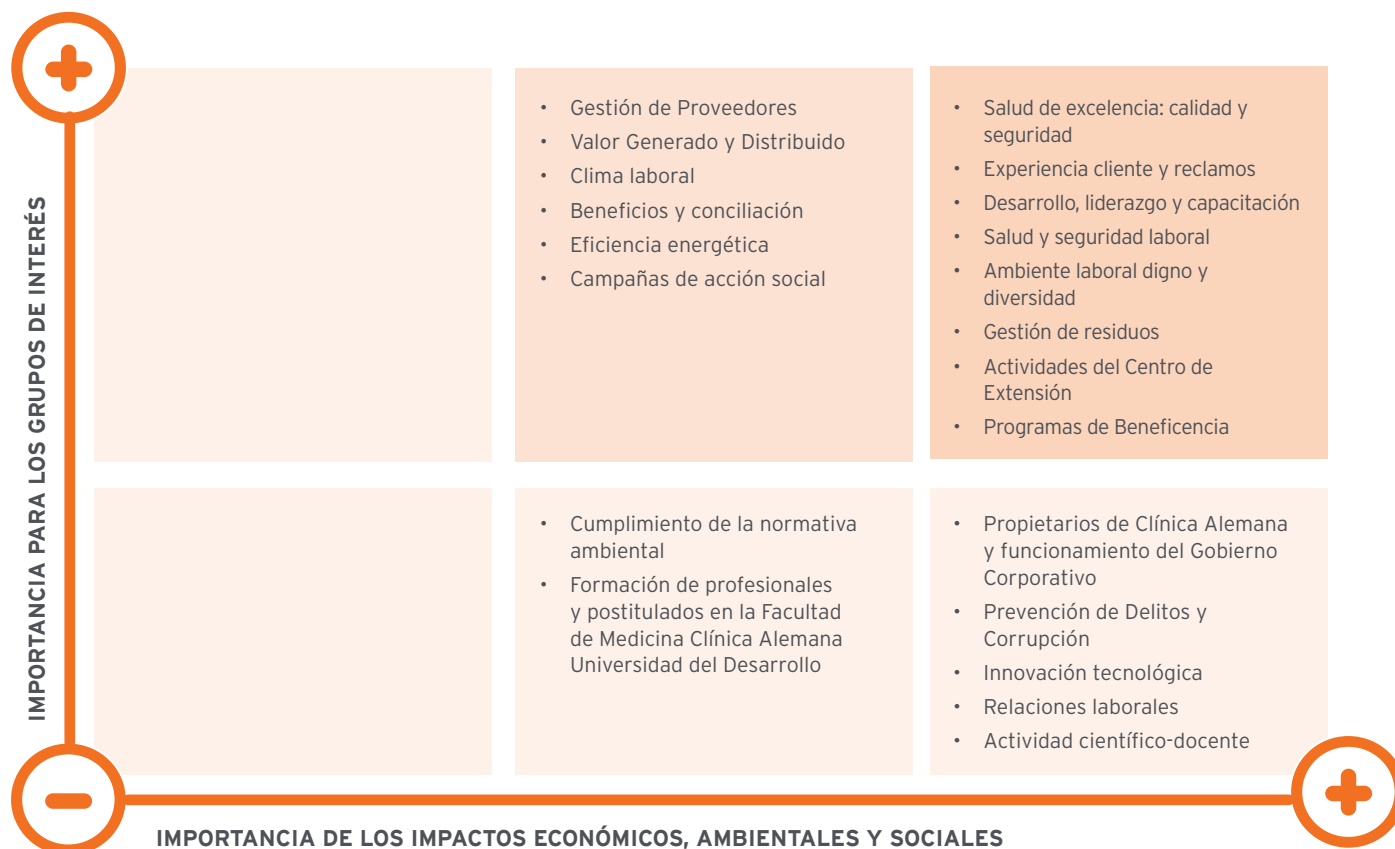 IMPORTANCIA PARA LOS GRUPOS DE INTERÉS
• Gestión de Proveedores
• Valor Generado y Distribuido
• Clima laboral
• Beneficios y conciliación
• Eficiencia energética
• Campañas de acción social
• Salud de excelencia: calidad y
seguridad
• Experiencia cliente y reclamos
• Desarrollo, liderazgo y capacitación
• Salud y seguridad laboral
• Ambiente laboral digno y
diversidad
• Gestión de residuos
• Actividades del Centro de
Extensión
• Programas de Beneficencia
• Cumplimiento de la normativa
ambiental
• Formación de profesionales
y postitulados en la Facultad
de Medicina Clínica Alemana
Universidad del Desarrollo
• Propietarios de Clínica Alemana
y funcionamiento del Gobierno
Corporativo
• Prevención de Delitos y
Corrupción
• Innovación tecnológica
• Relaciones laborales
• Actividad científico-docente
IMPORTANCIA DE LOS IMPACTOS ECONÓMICOS, AMBIENTALES Y SOCIALES